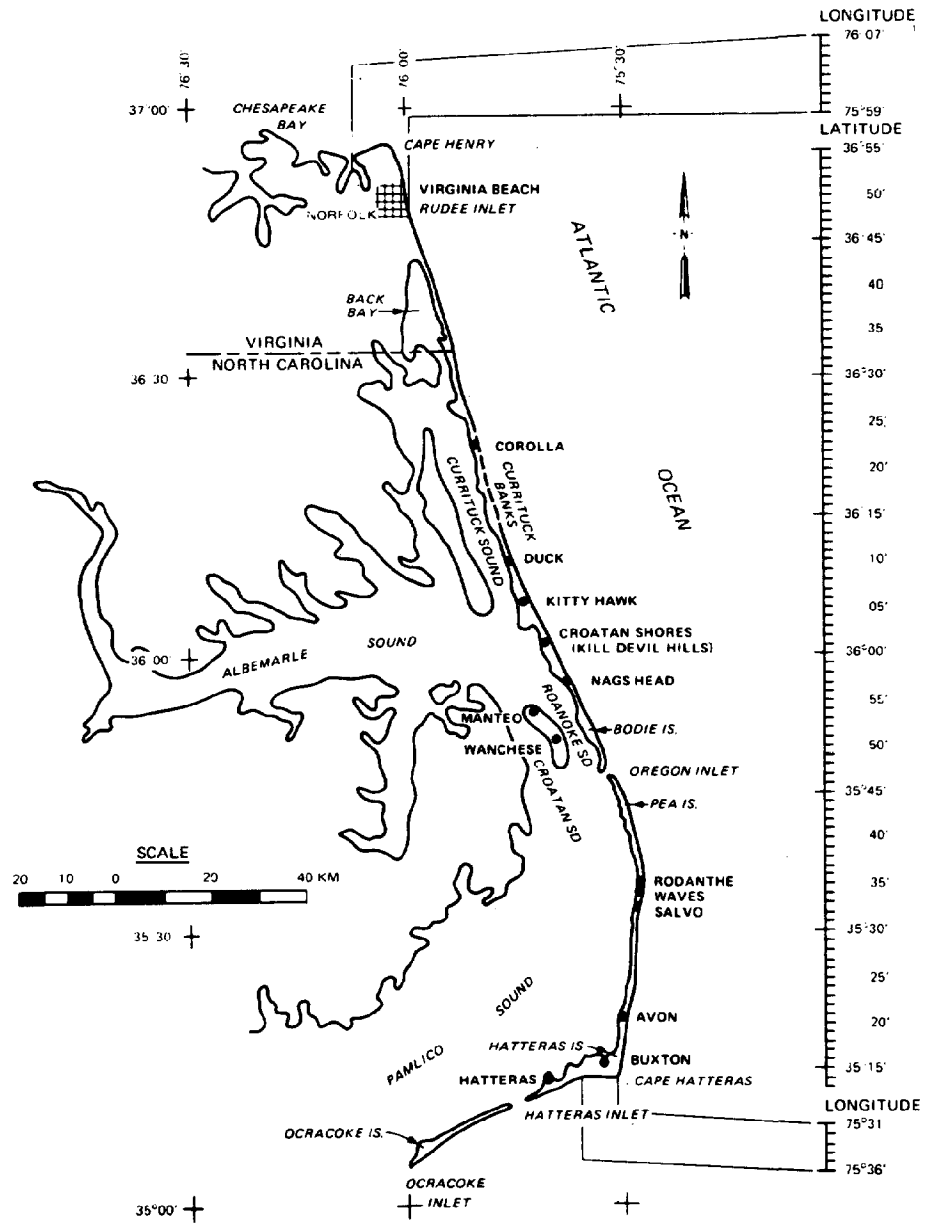 LONGITUDE
76°07'
76°30'
76°00'
75°30'
37°00'
75°59'
CHESAPEAKE
BAY
LATITUDE
CAPE HENRY
36°55'
VIRGINIA BEACH
50'
NORFOLK
RUDEE INLET
36°45'
ATLANTIC
N
BACK
BAY
40
35
VIRGINIA
NORTH CAROLINA
36 30
36°30'
25'
COROLLA
20'
CURRITUCK
BANKS
CURRITUCK SOUND
OCEAN
36°15'
DUCK
10'
KITTY HAWK
05'
CROATAN SHORES
(KILL DEVIL HILLS)
36°00'
36 00'
ALBEMARLE
SOUND
NAGS HEAD
55'
ROANOKE SD
MANTEO
BODIE IS.
WANCHESE
50'
CROATAN SD
OREGON INLET
35°45'
PEA IS.
40'
SCALE
20 10 0 20 40 KM
RODANTHE
WAVES
SALVO
35'
35 30
35°30'
25'
SOUND
AVON
20'
HATTERAS IS
BUXTON
35°15'
PAMLICO
HATTERAS
CAPE HATTERAS
LONGITUDE
HATTERAS INLET
75°31
OCRACOKE IS.
75°36'
OCRACOKE
INLET
35°00'